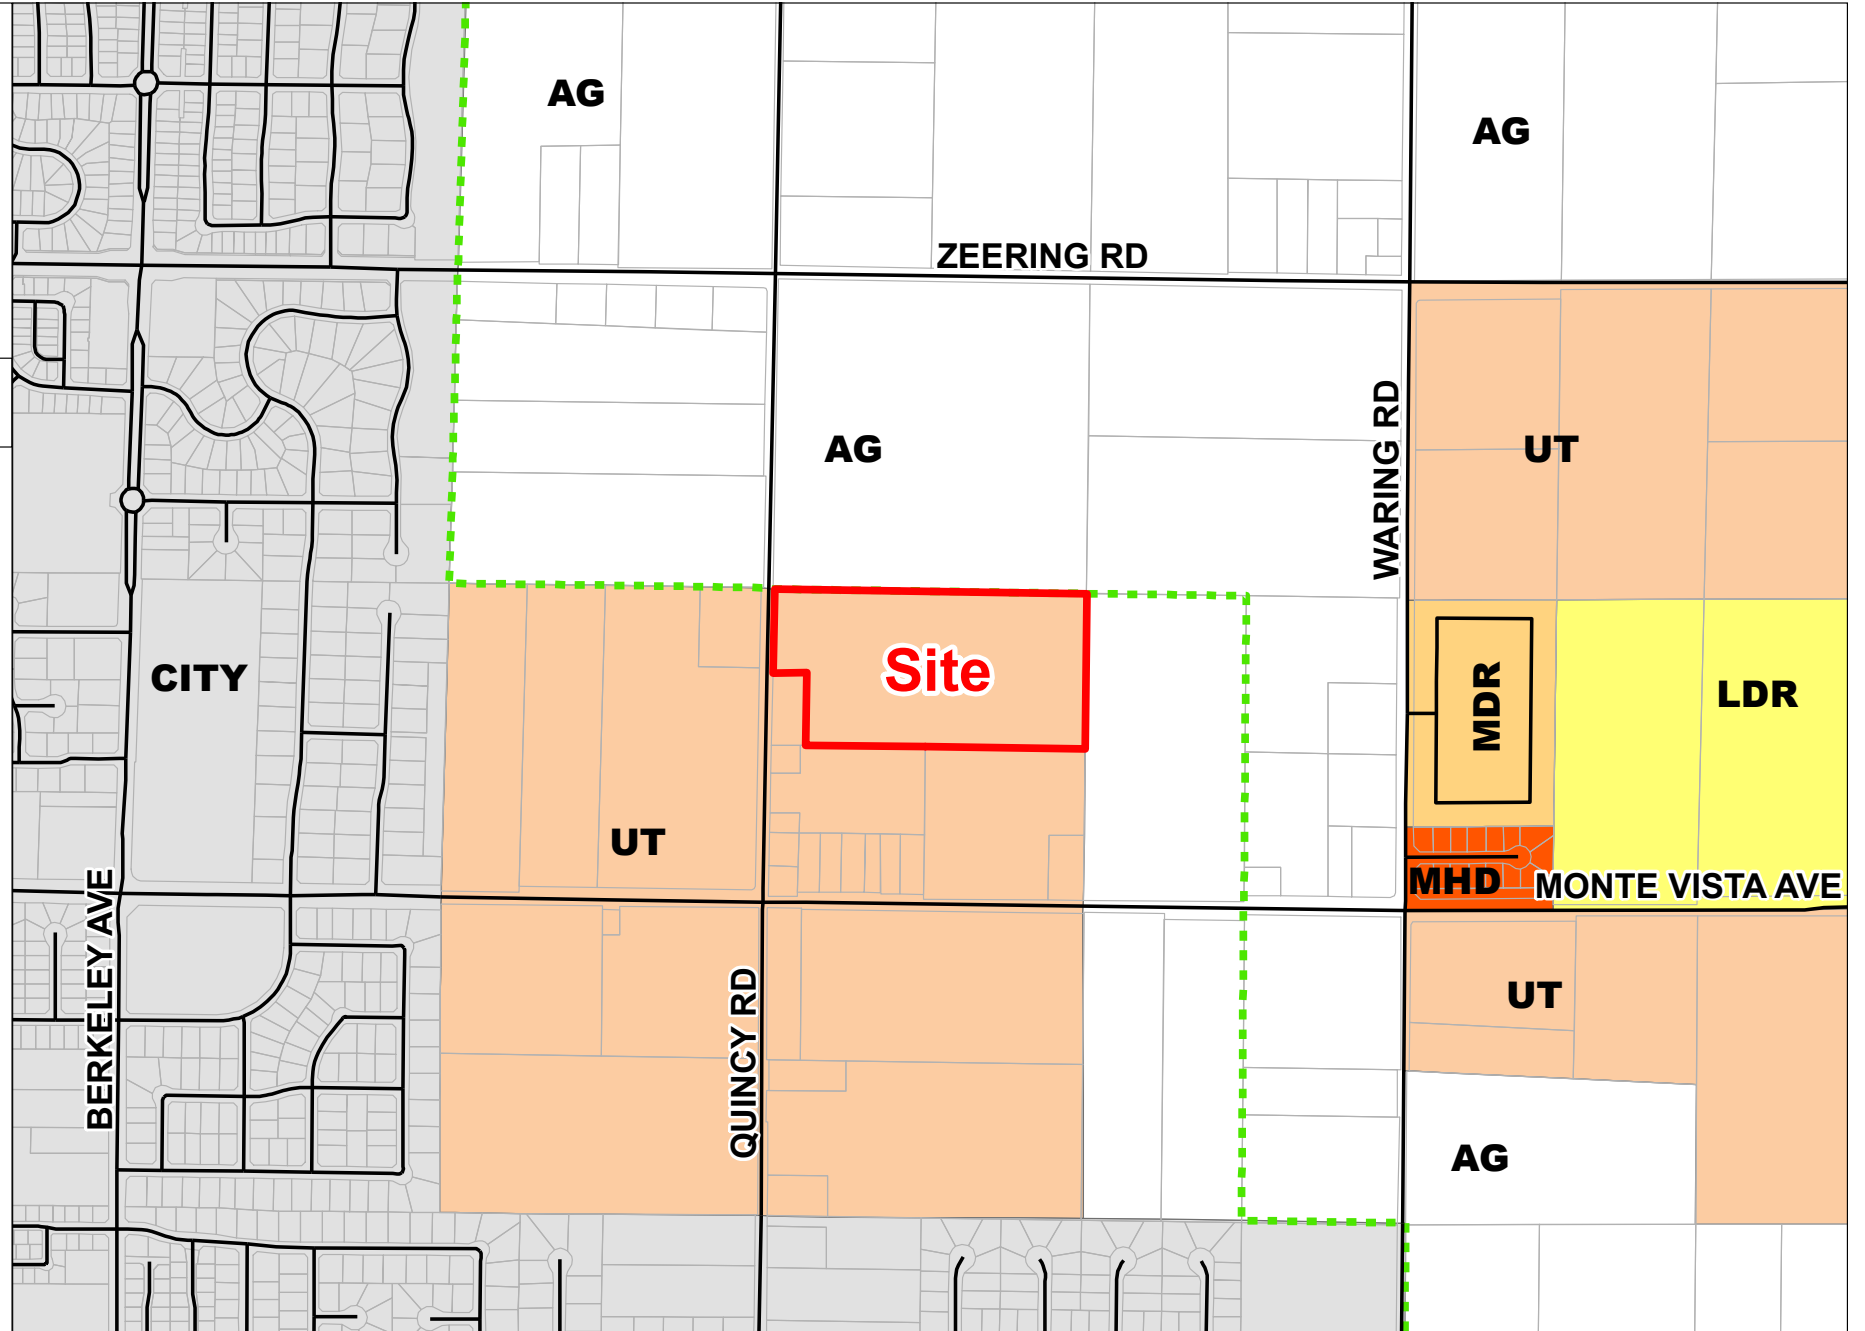 AG
AG
ZEERING RD
AG
WARING RD
UT
CITY
Site
MDR
LDR
UT
MHD
MONTE VISTA AVE
BERKELEY AVE
QUINCY RD
UT
AG